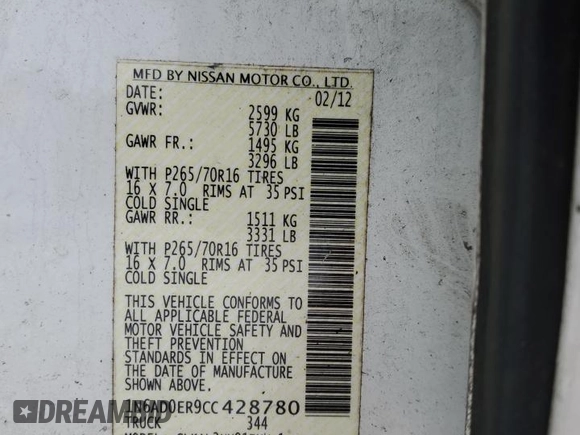 MFD BY NISSAN MOTOR CO., LTD.
DATE: 02/12
GVWR: 2599 KG
5730 LB
GAWR FR.: 1495 KG
3296 LB
WITH P265/70R16 TIRES
16 X 7.0 RIMS AT 35 PSI
COLD SINGLE
GAWR RR.: 1511 KG
3331 LB
WITH P265/70R16 TIRES
16 X 7.0 RIMS AT 35 PSI
COLD SINGLE
THIS VEHICLE CONFORMS TO
ALL APPLICABLE FEDERAL
MOTOR VEHICLE SAFETY AND
THEFT PREVENTION
STANDARDS IN EFFECT ON
THE DATE OF MANUFACTURE
SHOWN ABOVE.
1N6AD0ER9CC428780
TRUCK 344
iDREAMBID